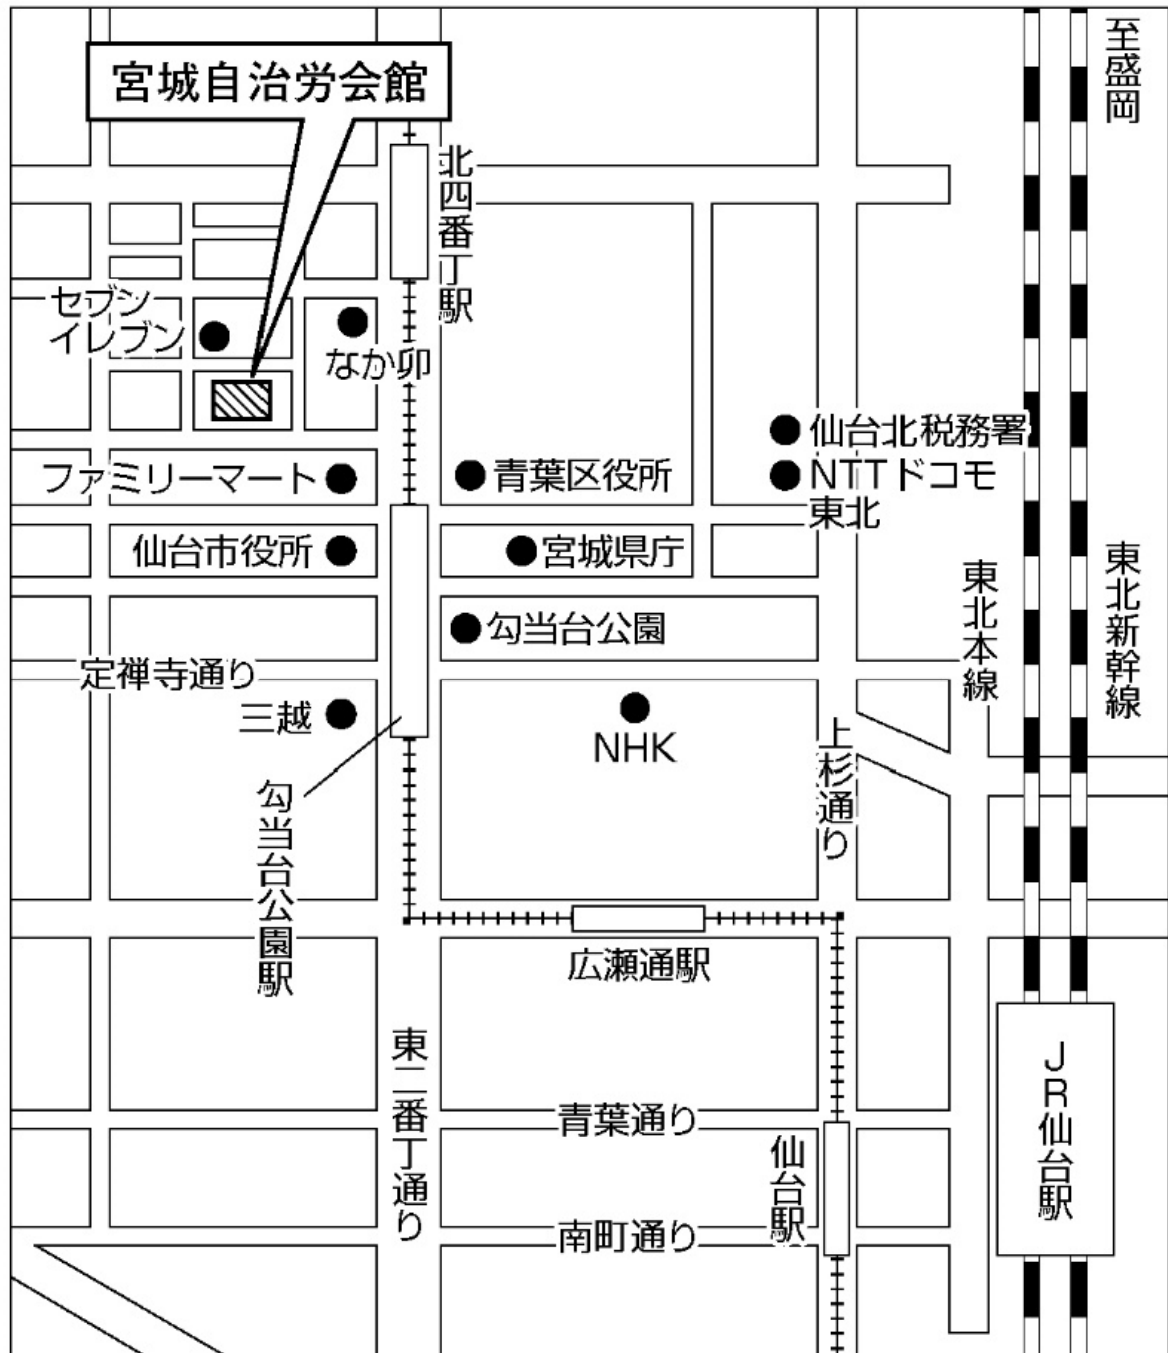 至盛岡
宮城自治労会館
北四番丁駅
セブン
イレブン
なか卯
仙台北税務署
ファミリーマート
青葉区役所
NTTドコモ
東北
仙台市役所
宮城県庁
東北本線
東北新幹線
勾当台公園
定禅寺通り
三越
NHK
上杉通り
勾当台公園駅
広瀬通駅
東二番丁通り
JR仙台駅
青葉通り
仙台駅
南町通り